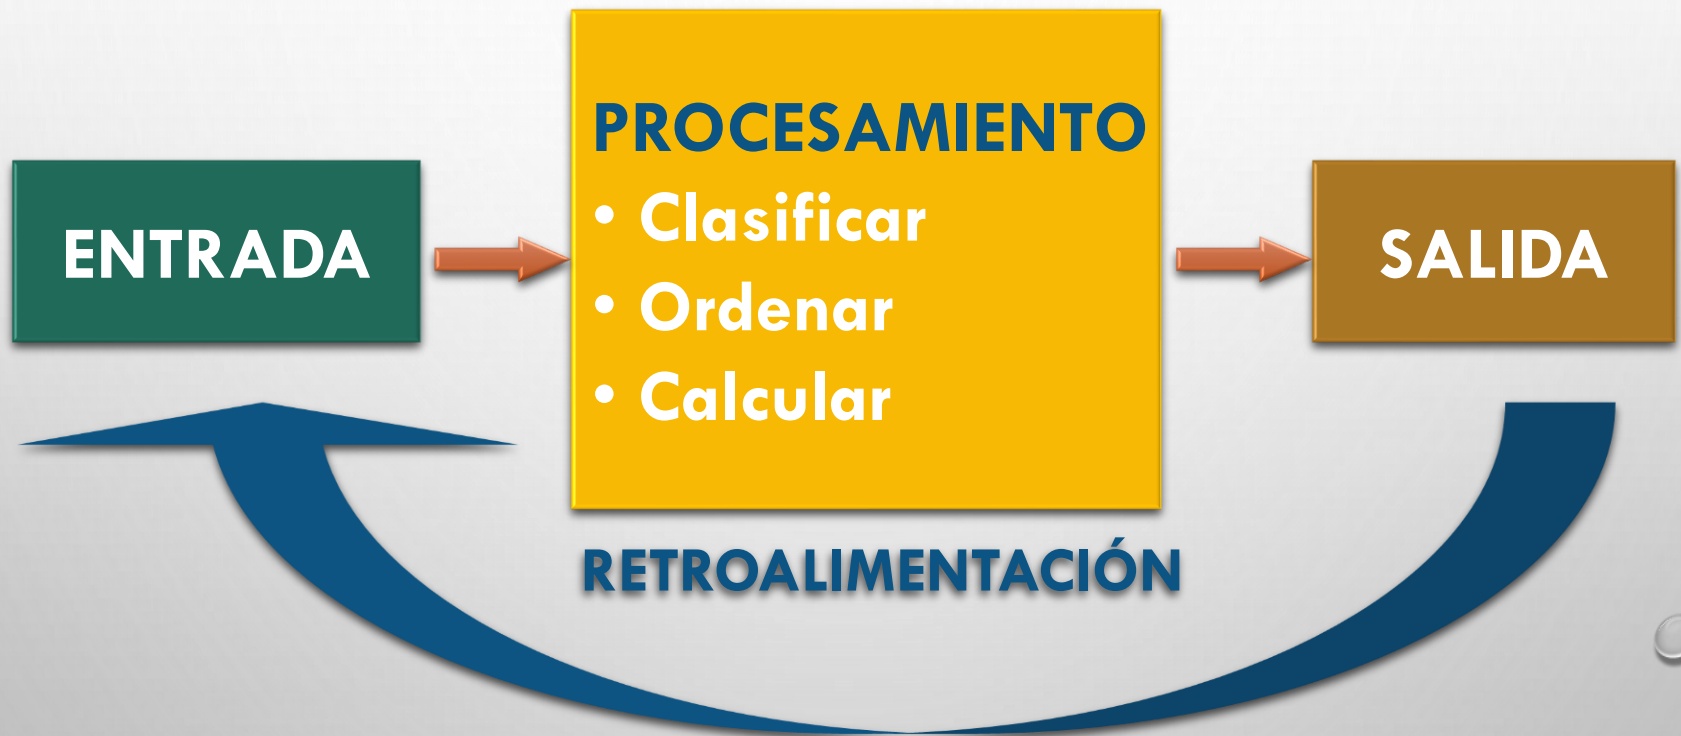 ENTRADA
PROCESAMIENTO
• Clasificar
• Ordenar
• Calcular
SALIDA
RETROALIMENTACIÓN